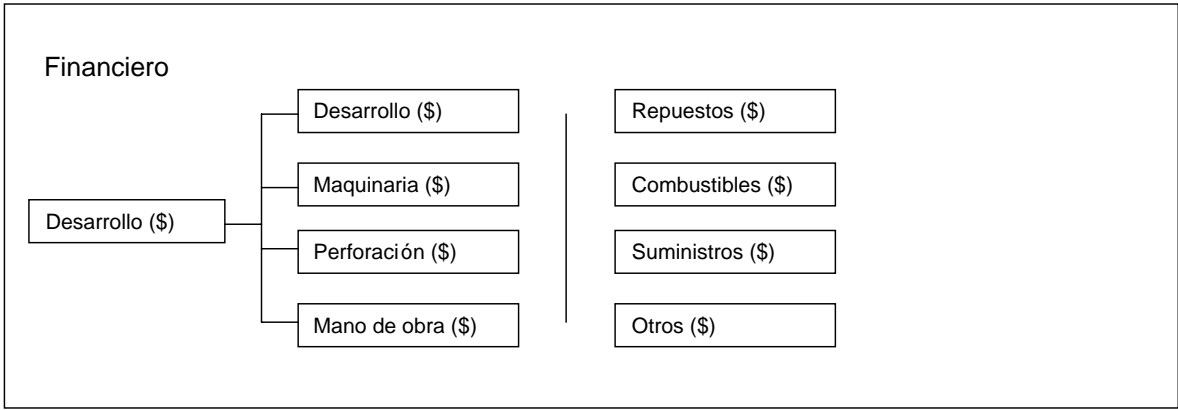 Financiero
Desarrollo ($)
Desarrollo ($)
Maquinaria ($)
Perforación ($)
Mano de obra ($)
Repuestos ($)
Combustibles ($)
Suministros ($)
Otros ($)